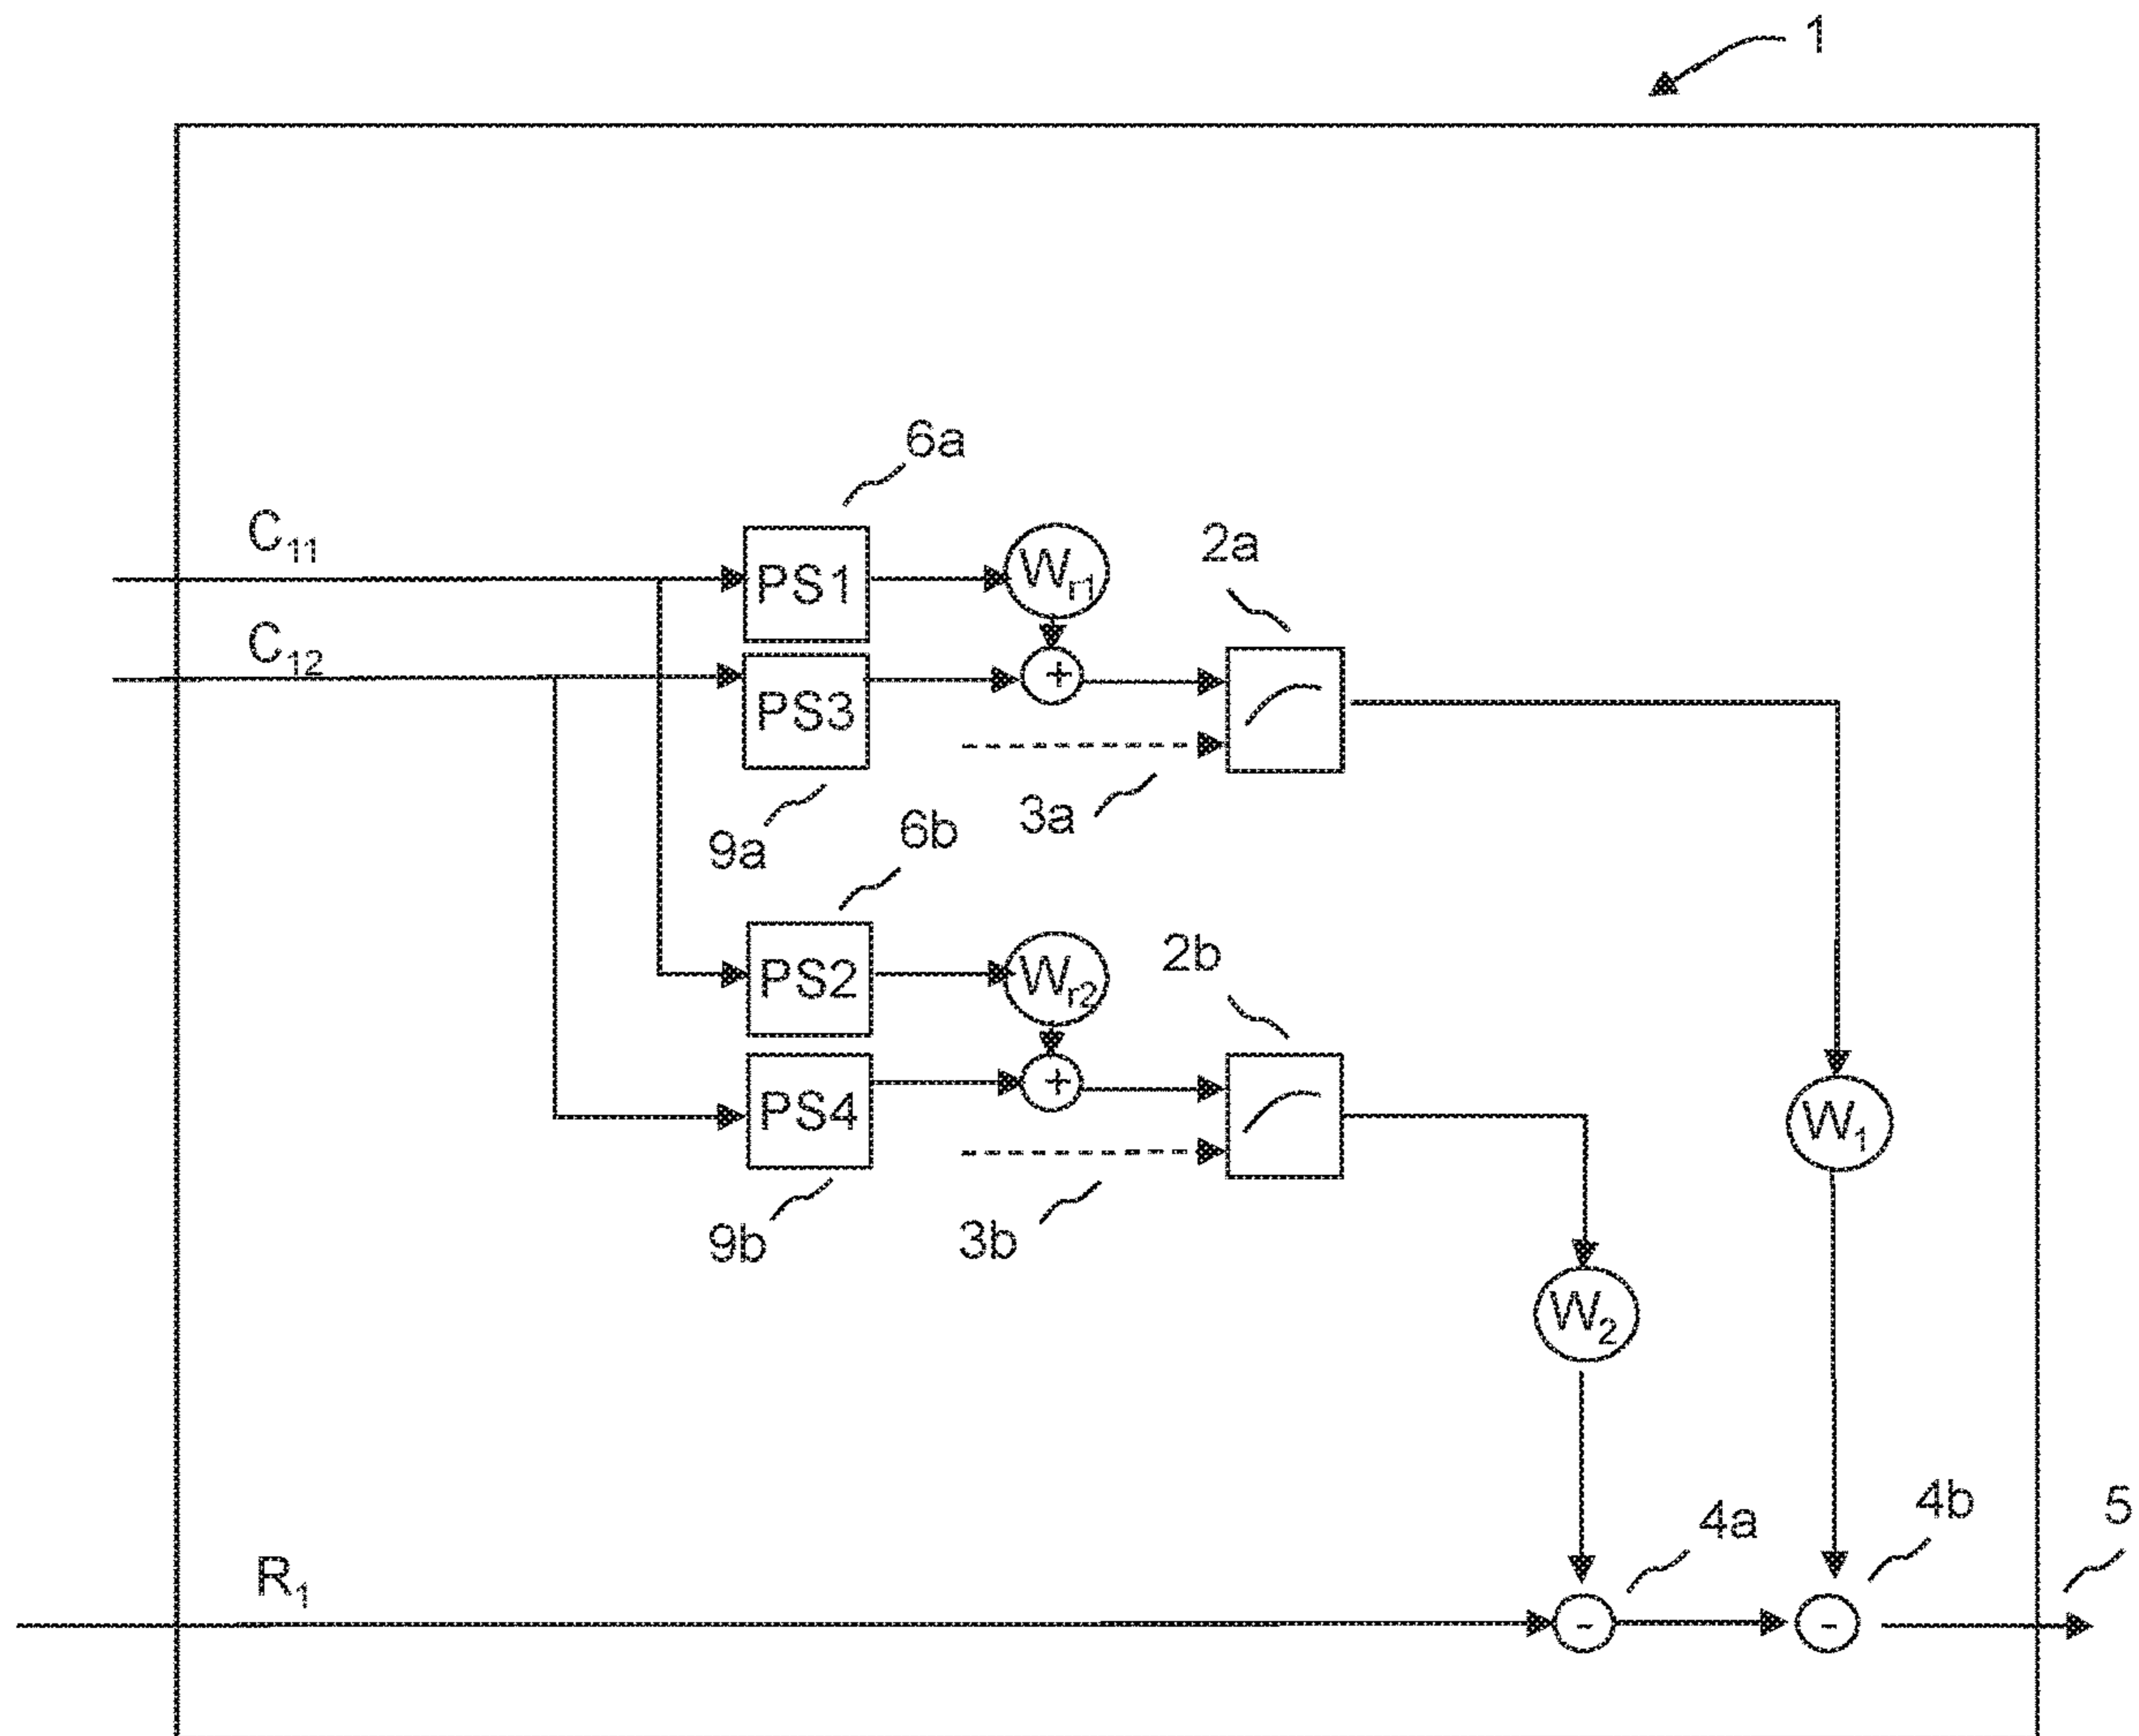 1
6a
C11
PS1
Wr1
2a
C12
PS3
+
9a
3a
6b
PS2
Wr2
2b
PS4
+
W1
9b
3b
W2
4a
4b
5
R1
-
-